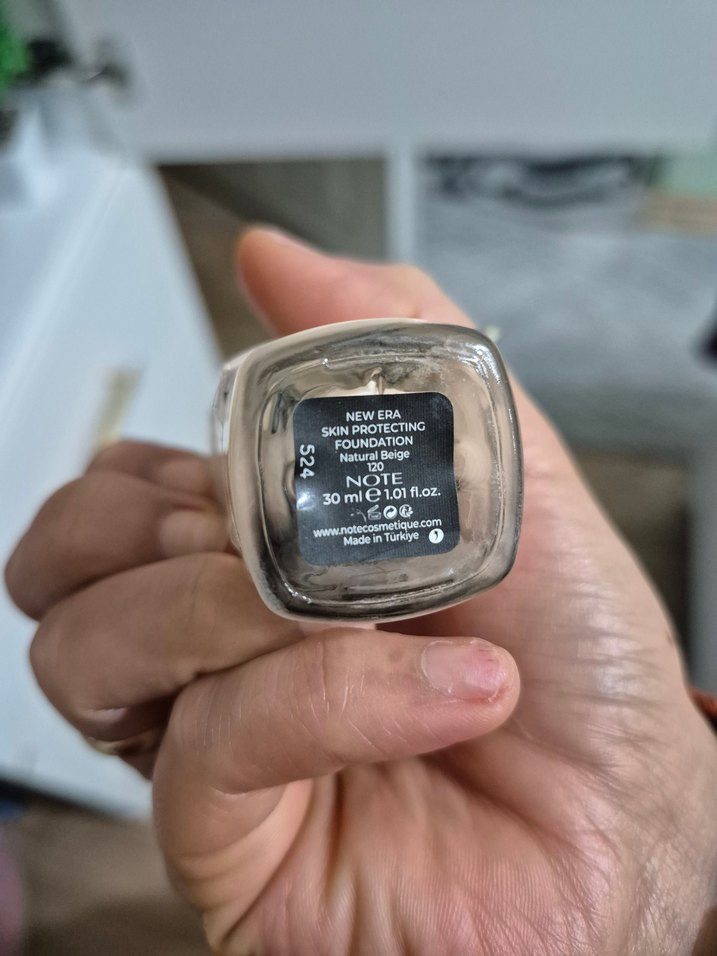 NEW ERA
SKIN PROTECTING
FOUNDATION
Natural Beige
120
NOTE
30 ml e 1.01 fl.oz.
www.notecosmetique.com
Made in Türkiye
524